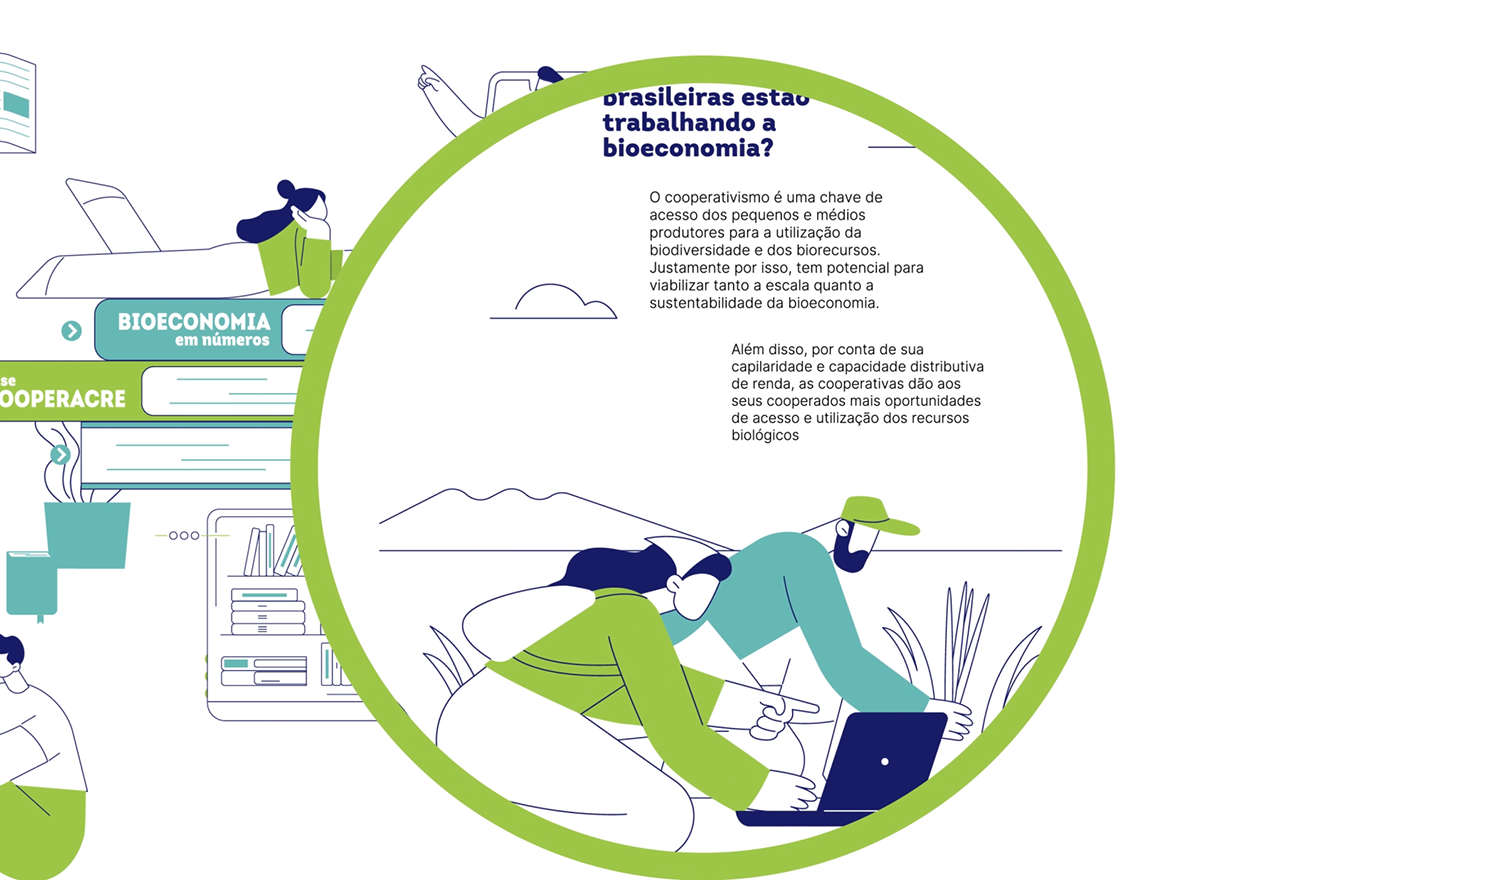 brasileiras estão
trabalhando a
bioeconomia?
O cooperativismo é uma chave de
acesso dos pequenos e médios
produtores para a utilização da
biodiversidade e dos biorecursos.
Justamente por isso, tem potencial para
viabilizar tanto a escala quanto a
sustentabilidade da bioeconomia.
Além disso, por conta de sua
capilaridade e capacidade distributiva
de renda, as cooperativas dão aos
seus cooperados mais oportunidades
de acesso e utilização dos recursos
biológicos
BIOECONOMIA
em números
se
OOPERACRE